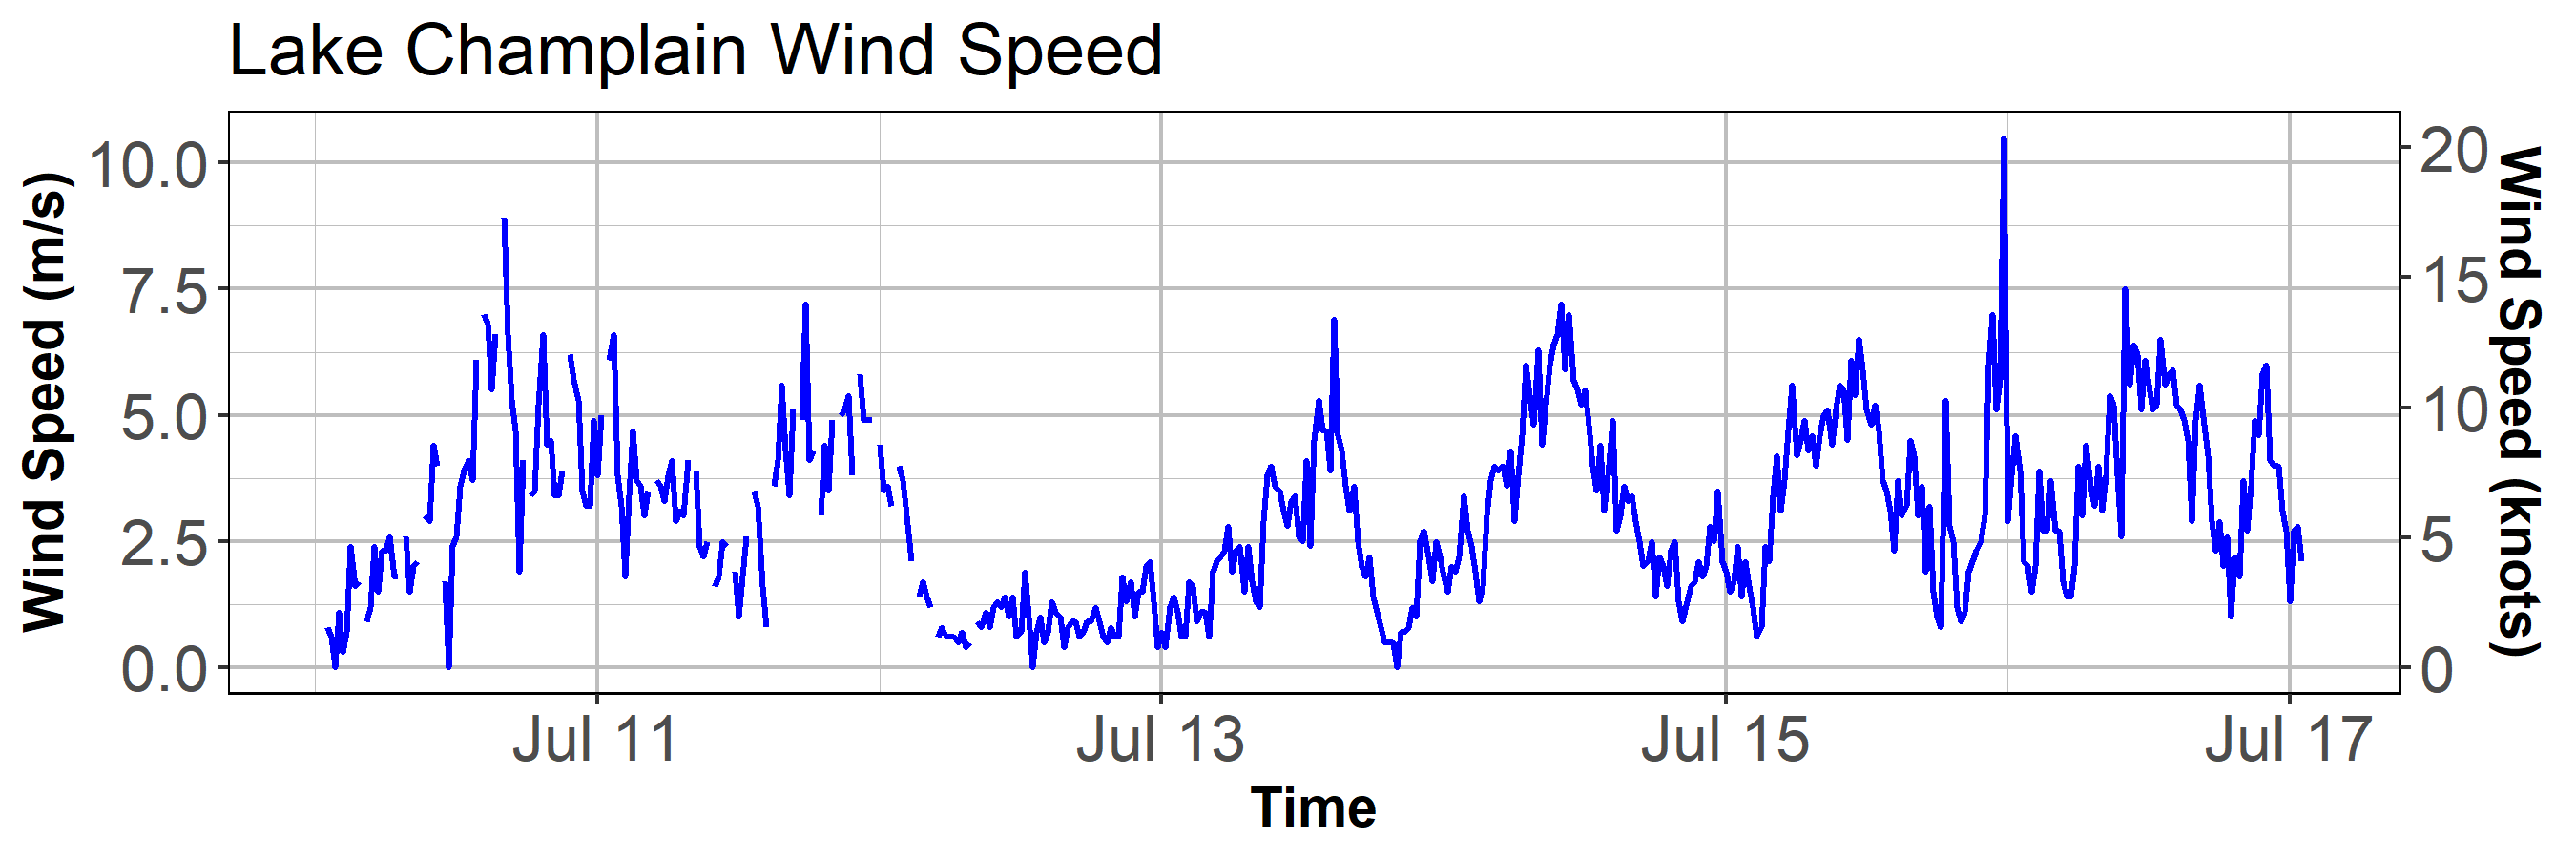 Lake Champlain Wind Speed
Wind Speed (m/s)
10.0
7.5
5.0
2.5
0.0
20
15
10
5
0
Wind Speed (knots)
Jul 11
Jul 13
Jul 15
Jul 17
Time